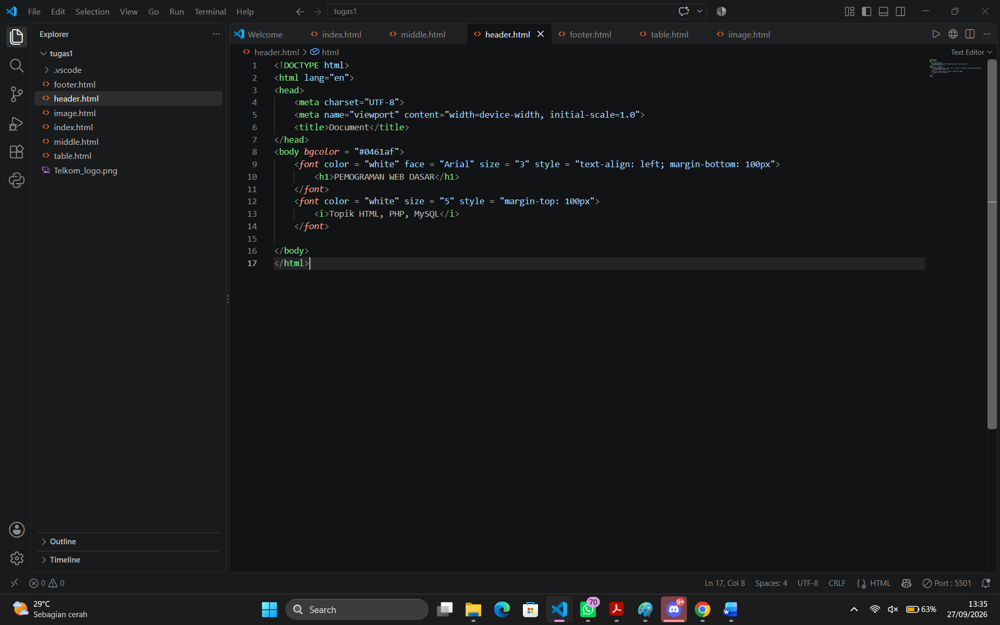 File Edit Selection View Go Run Terminal Help
tugas1
Explorer
tugas1
.vscode
footer.html
header.html
image.html
index.html
middle.html
table.html
Telkom_logo.png
Outline
Timeline
Welcome index.html middle.html header.html footer.html table.html image.html
header.html > html
Text Editor
1 <!DOCTYPE html>
2 <html lang="en">
3 <head>
4 <meta charset="UTF-8">
5 <meta name="viewport" content="width=device-width, initial-scale=1.0">
6 <title>Document</title>
7 </head>
8 <body bgcolor = "#0461af">
9 <font color = "white" face = "Arial" size = "3" style = "text-align: left; margin-bottom: 100px">
10 <h1>PEMOGRAMAN WEB DASAR</h1>
11 </font>
12 <font color = "white" size = "5" style = "margin-top: 100px">
13 <i>Topik HTML, PHP, MySQL</i>
14 </font>
15
16 </body>
17 </html>
0 0
Ln 17, Col 8 Spaces: 4 UTF-8 CRLF HTML Port : 5501
29°C
Sebagian cerah
Search
70
9+
63%
13:35
27/09/2026